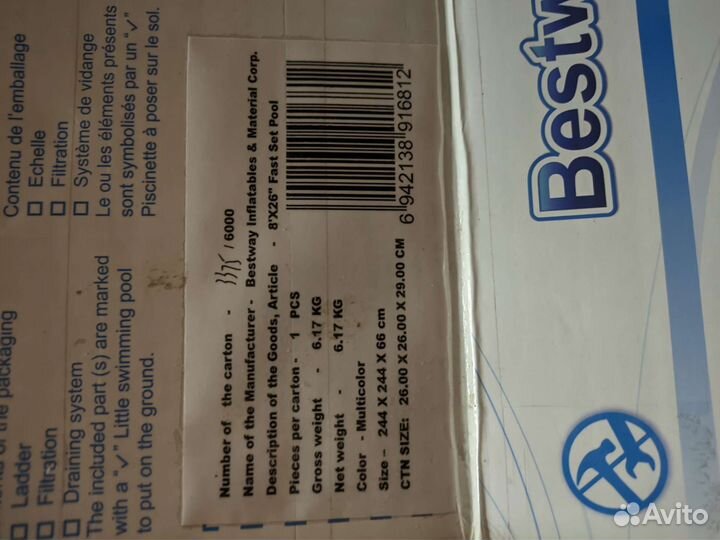 Contenu de l'emballage
Echelle
Filtration
Système de vidange
Le ou les éléments présents
sont symbolisés par un "✓".
Piscinette à poser sur le sol.
of the packaging
Ladder
Filtration
Draining system
The included part (s) are marked
with a "✓" Little swimming pool
to put on the ground.
Number of the carton - 3375 / 6000
Name of the Manufacturer - Bestway Inflatables & Material Corp.
Description of the Goods, Article - 8'X26" Fast Set Pool
Pieces per carton - 1 PCS
Gross weight - 6.17 KG
Net weight - 6.17 KG
Color - Multicolor
Size - 244 X 244 X 66 cm
CTN SIZE: 26.00 X 26.00 X 29.00 CM
6 942138 916812
Bestw
Avito